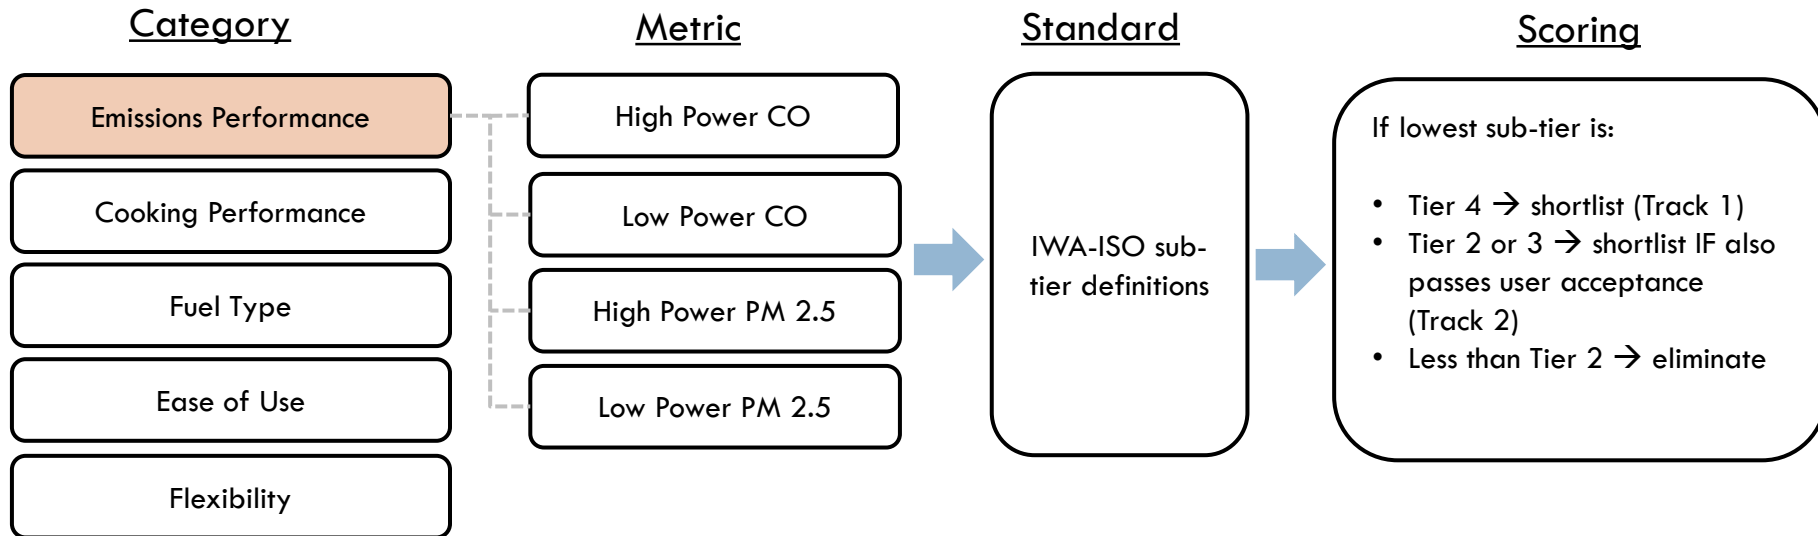 Category
Metric
Standard
Scoring
Emissions Performance
Cooking Performance
Fuel Type
Ease of Use
Flexibility
High Power CO
Low Power CO
High Power PM 2.5
Low Power PM 2.5
IWA-ISO sub-
tier definitions
If lowest sub-tier is:
• Tier 4 → shortlist (Track 1)
• Tier 2 or 3 → shortlist IF also
passes user acceptance
(Track 2)
• Less than Tier 2 → eliminate